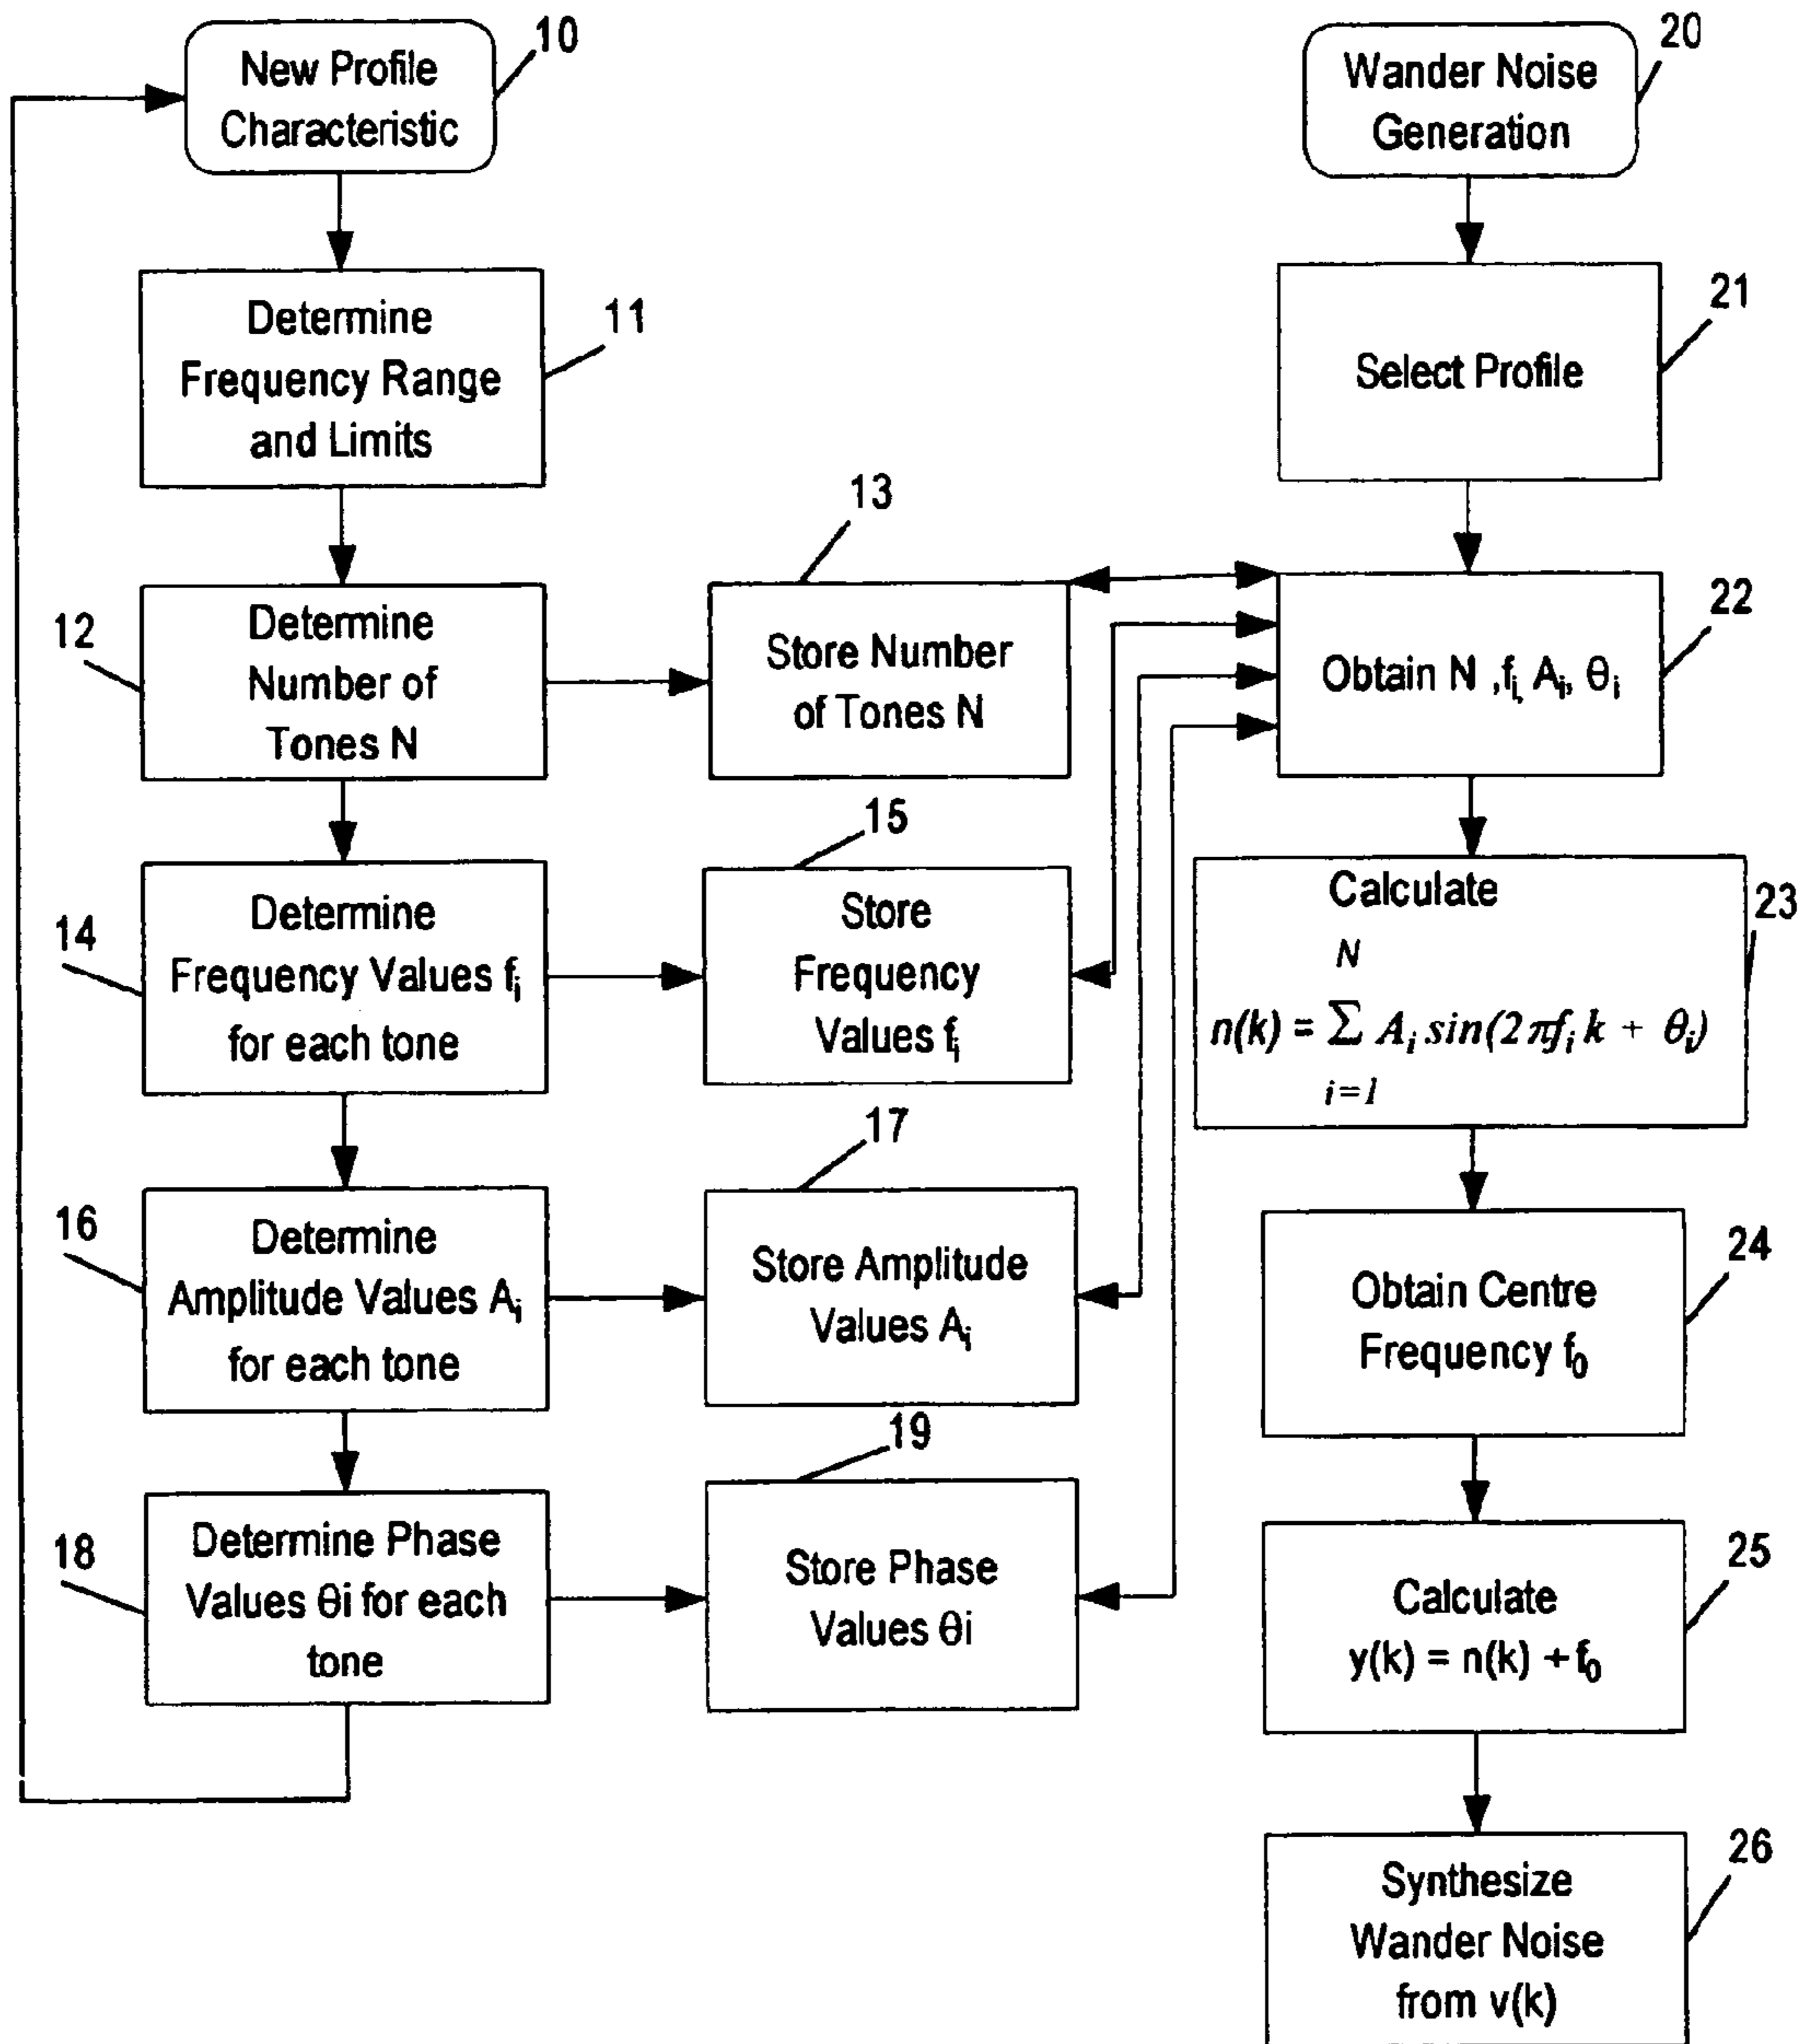 New Profile
Characteristic
10
Determine
Frequency Range
and Limits
11
12
Determine
Number of
Tones N
13
Store Number
of Tones N
14
Determine
Frequency Values fi
for each tone
15
Store
Frequency
Values fi
16
Determine
Amplitude Values Ai
for each tone
17
Store Amplitude
Values Ai
18
Determine Phase
Values θi for each
tone
19
Store Phase
Values θi
20
Wander Noise
Generation
21
Select Profile
22
Obtain N ,fi, Ai, θi
23
Calculate
N
n(k) = Σ Ai sin(2πfi k + θi)
i=1
24
Obtain Centre
Frequency f0
25
Calculate
y(k) = n(k) + f0
26
Synthesize
Wander Noise
from v(k)